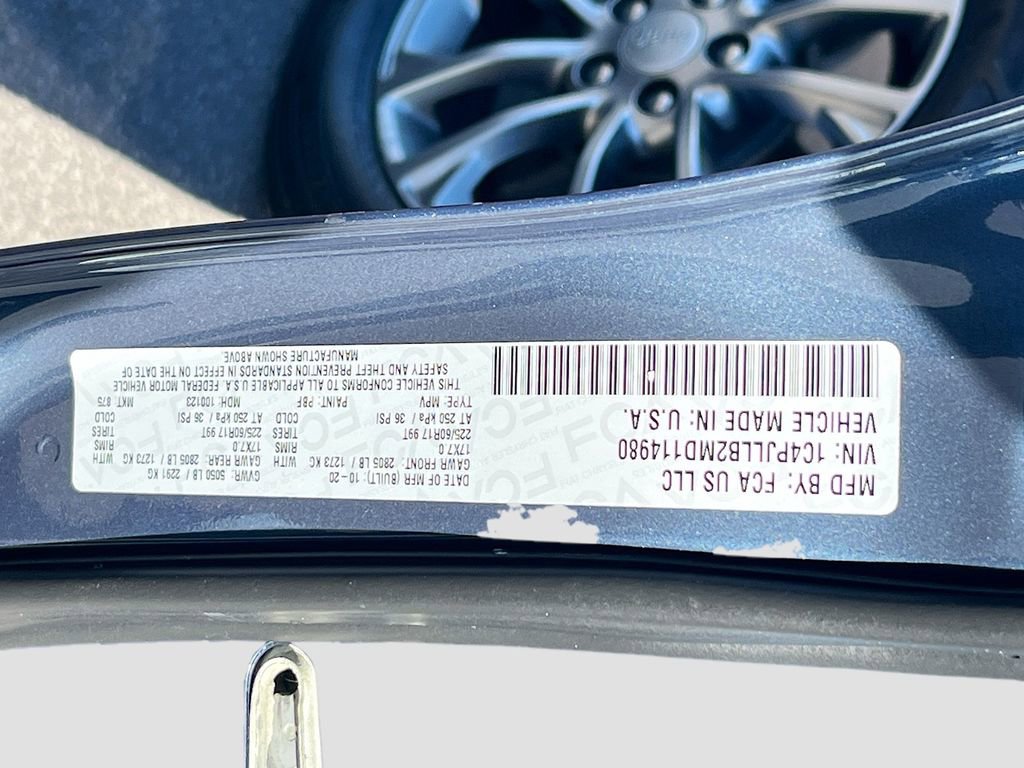 MFD BY: FCA US LLC
VIN: 1C4PJLLB2MD114980
VEHICLE MADE IN: U.S.A.
DATE OF MFR (BUILT): 10-20 GVWR: 5050 LB / 2291 KG
GAWR FRONT: 2805 LB / 1273 KG WITH GAWR REAR: 2805 LB / 1273 KG WITH
17X7.0 RIMS 17X7.0 RIMS
225/60R17 99T TIRES 225/60R17 99T TIRES
AT 250 kPa / 36 PSI COLD AT 250 kPa / 36 PSI COLD
TYPE: MPV PAINT: PBF MDH: 100123 MKT: 875
THIS VEHICLE CONFORMS TO ALL APPLICABLE U.S.A. FEDERAL MOTOR VEHICLE
SAFETY AND THEFT PREVENTION STANDARDS IN EFFECT ON THE DATE OF
MANUFACTURE SHOWN ABOVE.
Jeep